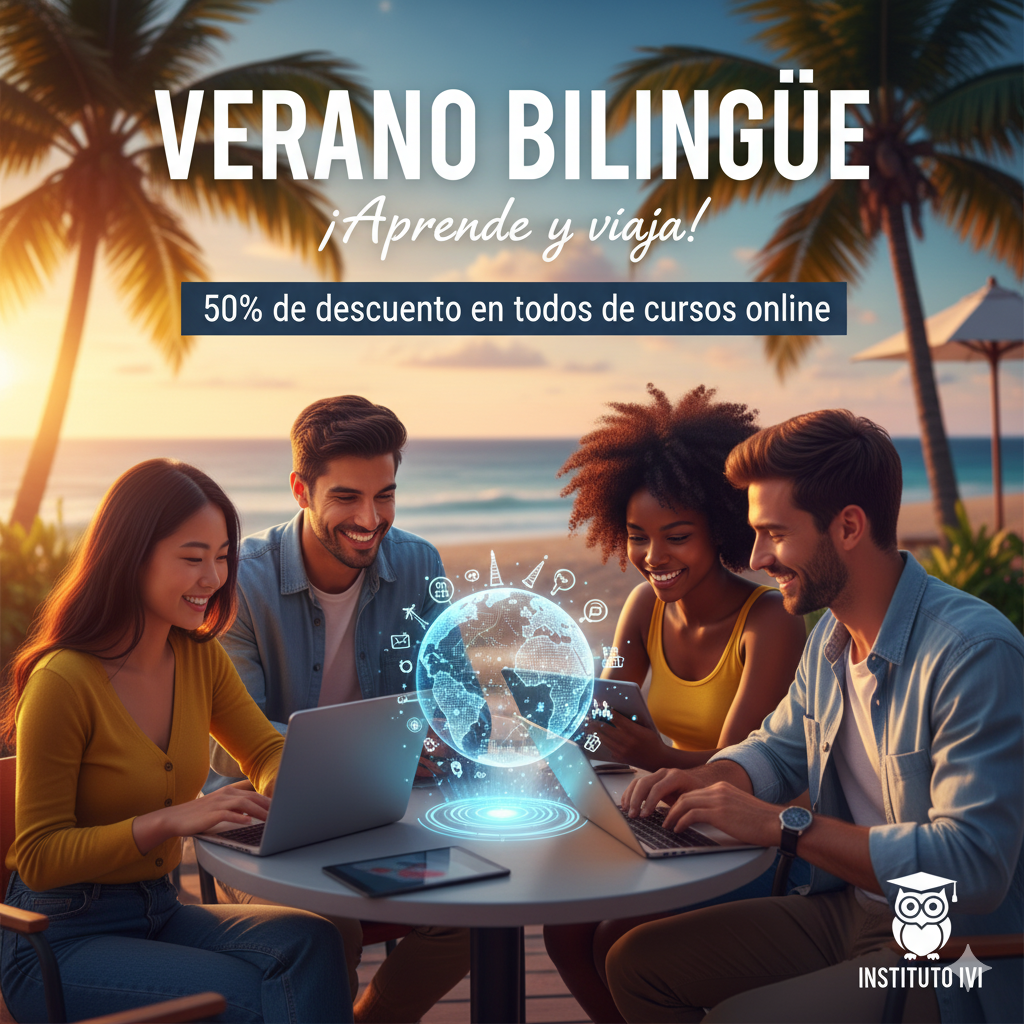 VERANO BILINGÜE
¡Aprende y viaja!
50% de descuento en todos de cursos online
INSTITUTO IVI